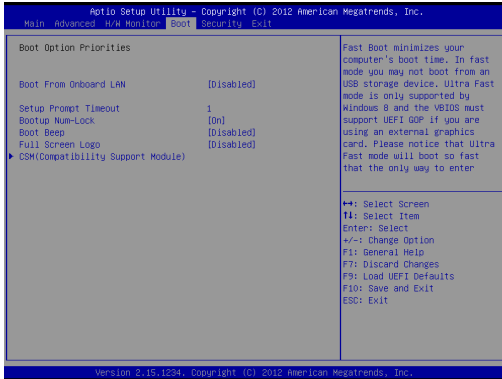 Aptio Setup Utility – Copyright (C) 2012 American Megatrends, Inc.
Main Advanced H/W Monitor Boot Security Exit
Boot Option Priorities
Boot From Onboard LAN [Disabled]
Setup Prompt Timeout 1
Bootup Num-Lock [On]
Boot Beep [Disabled]
Full Screen Logo [Disabled]
CSM(Compatibility Support Module)
Fast Boot minimizes your
computer's boot time. In fast
mode you may not boot from an
USB storage device. Ultra Fast
mode is only supported by
Windows 8 and the VBIOS must
support UEFI GOP if you are
using an external graphics
card. Please notice that Ultra
Fast mode will boot so fast
that the only way to enter
↔: Select Screen
↑↓: Select Item
Enter: Select
+/-: Change Option
F1: General Help
F7: Discard Changes
F9: Load UEFI Defaults
F10: Save and Exit
ESC: Exit
Version 2.15.1234. Copyright (C) 2012 American Megatrends, Inc.